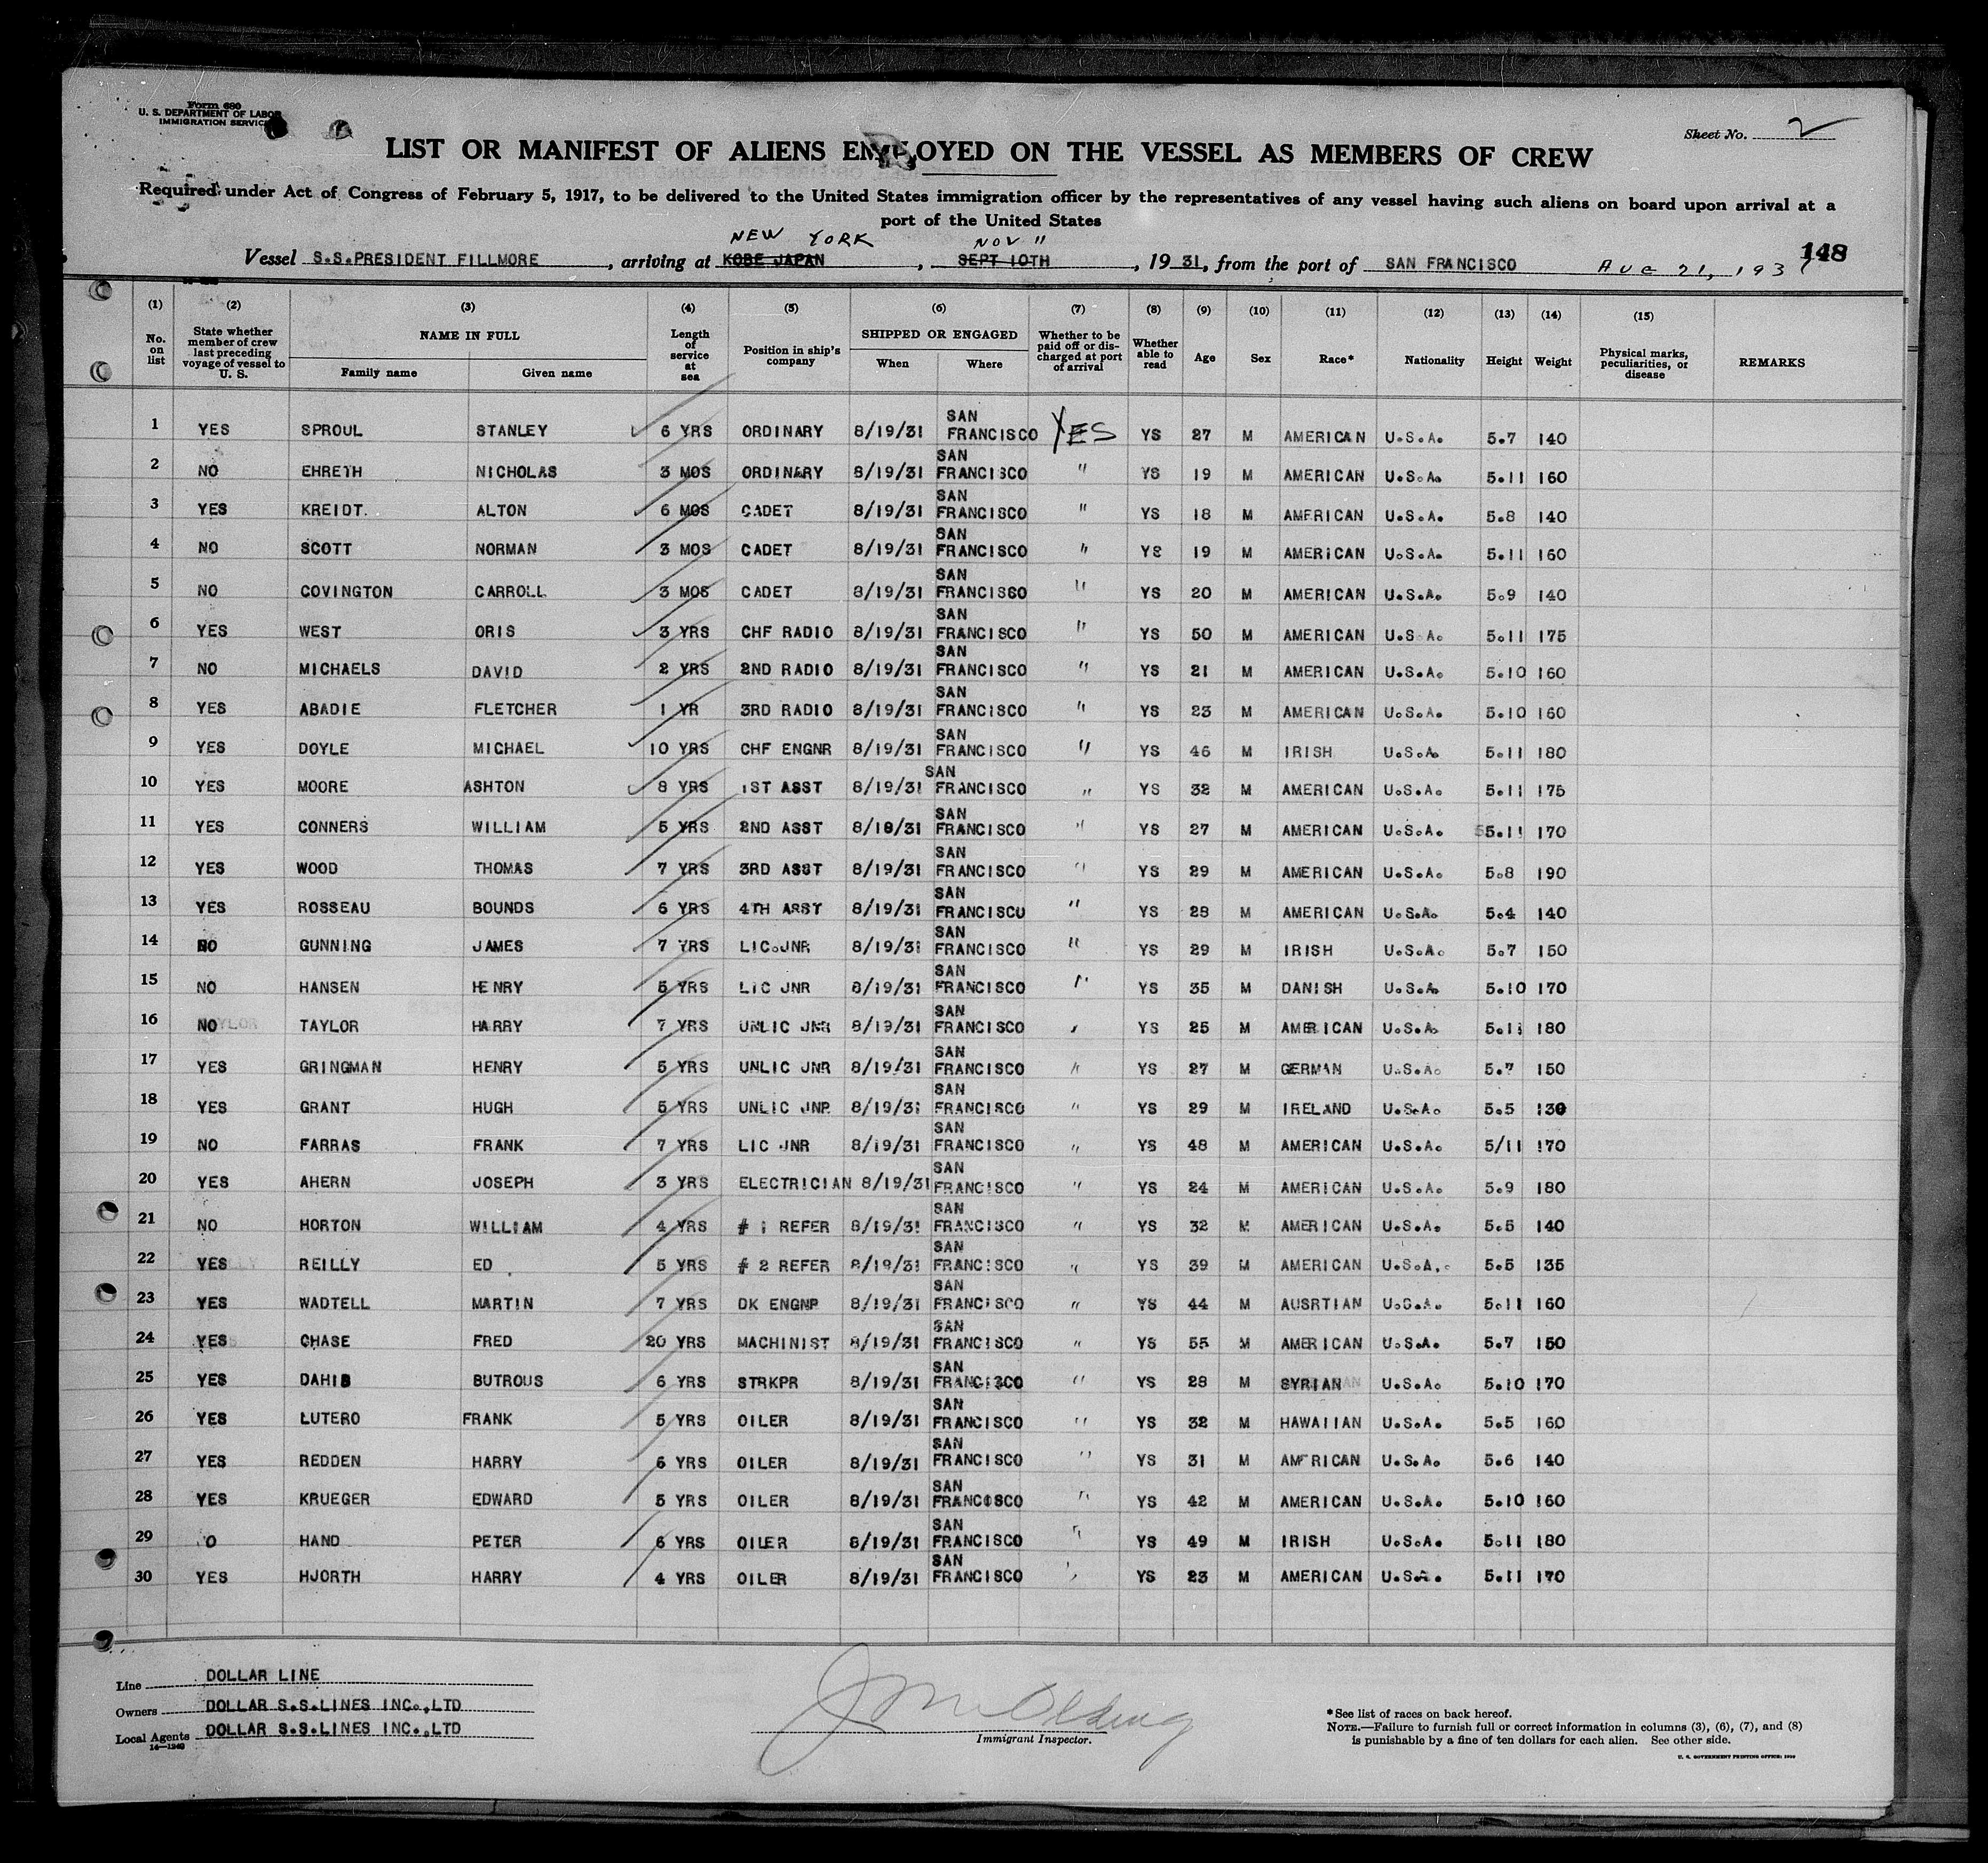 Form 680
U. S. DEPARTMENT OF LABOR
IMMIGRATION SERVICE
Sheet No. 2
LIST OR MANIFEST OF ALIENS EMPLOYED ON THE VESSEL AS MEMBERS OF CREW
Required under Act of Congress of February 5, 1917, to be delivered to the United States immigration officer by the representatives of any vessel having such aliens on board upon arrival at a
port of the United States
NEW YORK NOV 11 148
Vessel S.S.PRESIDENT FILLMORE, arriving at KOBE JAPAN, SEPT 10TH, 1931, from the port of SAN FRANCISCO AUG 21, 1931
(1) No. on list (2) State whether member of crew last preceding voyage of vessel to U. S. (3) NAME IN FULL Family name Given name (4) Length of service at sea (5) Position in ship's company (6) SHIPPED OR ENGAGED When Where (7) Whether to be paid off or discharged at port of arrival (8) Whether able to read (9) Age (10) Sex (11) Race* (12) Nationality (13) Height (14) Weight (15) Physical marks, peculiarities, or disease REMARKS
1 YES SPROUL STANLEY 6 YRS ORDINARY 8/19/31 SAN FRANCISCO YES YS 27 M AMERICAN U.S.A. 5.7 140
2 NO EHRETH NICHOLAS 3 MOS ORDINARY 8/19/31 SAN FRANCISCO " YS 19 M AMERICAN U.S.A. 5.11 160
3 YES KREIDT. ALTON 6 MOS CADET 8/19/31 SAN FRANCISCO " YS 18 M AMERICAN U.S.A. 5.8 140
4 NO SCOTT NORMAN 3 MOS CADET 8/19/31 SAN FRANCISCO " YS 19 M AMERICAN U.S.A. 5.11 160
5 NO COVINGTON CARROLL 3 MOS CADET 8/19/31 SAN FRANCISGO " YS 20 M AMERICAN U.S.A. 5.9 140
6 YES WEST ORIS 3 YRS CHF RADIO 8/19/31 SAN FRANCISCO " YS 50 M AMERICAN U.S A. 5.11 175
7 NO MICHAELS DAVID 2 YRS 2ND RADIO 8/19/31 SAN FRANCISCO " YS 21 M AMERICAN U.S.A. 5.10 160
8 YES ABADIE FLETCHER 1 YR 3RD RADIO 8/19/31 SAN FRANCISCO " YS 23 M AMERICAN U.S.A. 5.10 160
9 YES DOYLE MICHAEL 10 YRS CHF ENGNR 8/19/31 SAN FRANCISCO " YS 46 M IRISH U.S.A. 5.11 180
10 YES MOORE ASHTON 8 YRS 1ST ASST 8/19/31 SAN FRANCISCO " YS 32 M AMERICAN U.S.A. 5.11 175
11 YES CONNERS WILLIAM 5 YRS 2ND ASST 8/19/31 SAN FRANCISCO " YS 27 M AMERICAN U.S.A. 5.11 170
12 YES WOOD THOMAS 7 YRS 3RD ASST 8/19/31 SAN FRANCISCO " YS 29 M AMERICAN U.S.A. 5.8 190
13 YES ROSSEAU BOUNDS 6 YRS 4TH ASST 8/19/31 SAN FRANCISCO " YS 28 M AMERICAN U.S.A. 5.4 140
14 NO GUNNING JAMES 7 YRS LIC.JNR 8/19/31 SAN FRANCISCO " YS 29 M IRISH U.S.A. 5.7 150
15 NO HANSEN HENRY 5 YRS LIC JNR 8/19/31 SAN FRANCISCO " YS 35 M DANISH U.S.A. 5.10 170
16 NO TAYLOR HARRY 7 YRS UNLIC JNR 8/19/31 SAN FRANCISCO " YS 25 M AMERICAN U.S.A. 5.11 180
17 YES GRINGMAN HENRY 5 YRS UNLIC JNR 8/19/31 SAN FRANCISCO " YS 27 M GERMAN U.S.A. 5.7 150
18 YES GRANT HUGH 5 YRS UNLIC JNR 8/19/31 SAN FRANCISCO " YS 29 M IRELAND U.S.A. 5.5 130
19 NO FARRAS FRANK 7 YRS LIC JNR 8/19/31 SAN FRANCISCO " YS 48 M AMERICAN U.S.A. 5/11 170
20 YES AHERN JOSEPH 3 YRS ELECTRICIAN 8/19/31 SAN FRANCISCO " YS 24 M AMERICAN U.S.A. 5.9 180
21 NO HORTON WILLIAM 4 YRS # 1 REFER 8/19/31 SAN FRANCISCO " YS 32 M AMERICAN U.S.A. 5.5 140
22 YES REILLY ED 5 YRS # 2 REFER 8/19/31 SAN FRANCISCO " YS 39 M AMERICAN U.S.A. 5.5 135
23 YES WADTELL MARTIN 7 YRS DK ENGNR 8/19/31 SAN FRANCISCO " YS 44 M AUSRTIAN U.S.A. 5.11 160
24 YES CHASE FRED 20 YRS MACHINIST 8/19/31 SAN FRANCISCO " YS 55 M AMERICAN U.S.A. 5.7 150
25 YES DAHIB BUTROUS 6 YRS STRKPR 8/19/31 SAN FRANCISCO " YS 28 M SYRIAN U.S.A. 5.10 170
26 YES LUTERO FRANK 5 YRS OILER 8/19/31 SAN FRANCISCO " YS 32 M HAWAIIAN U.S.A. 5.5 160
27 YES REDDEN HARRY 6 YRS OILER 8/19/31 SAN FRANCISCO " YS 31 M AMERICAN U.S.A. 5.6 140
28 YES KRUEGER EDWARD 5 YRS OILER 8/19/31 SAN FRANCOSCO " YS 42 M AMERICAN U.S.A. 5.10 160
29 O HAND PETER 6 YRS OILER 8/19/31 SAN FRANCISCO " YS 49 M IRISH U.S.A. 5.11 180
30 YES HJORTH HARRY 4 YRS OILER 8/19/31 SAN FRANCISCO " YS 23 M AMERICAN U.S.A. 5.11 170
Line DOLLAR LINE
Owners DOLLAR S.S.LINES INC.,LTD
Local Agents DOLLAR S.S.LINES INC.,LTD
14—1240
Immigrant Inspector.
*See list of races on back hereof.
NOTE.—Failure to furnish full or correct information in columns (3), (6), (7), and (8)
is punishable by a fine of ten dollars for each alien. See other side.
U. S. GOVERNMENT PRINTING OFFICE: 1930